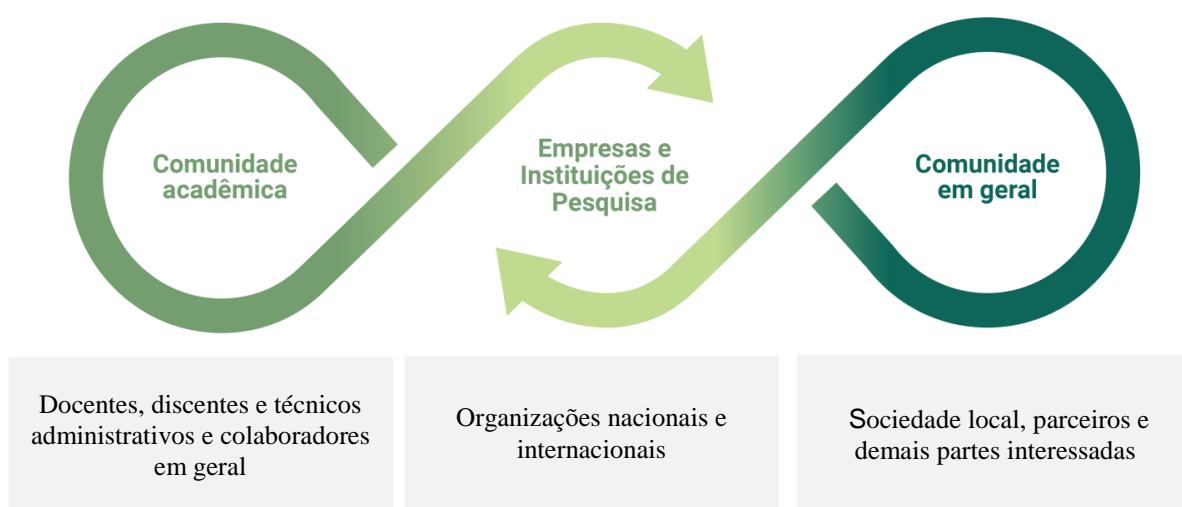 Comunidade
acadêmica
Empresas e
Instituições de
Pesquisa
Comunidade
em geral
Docentes, discentes e técnicos
administrativos e colaboradores
em geral
Organizações nacionais e
internacionais
Sociedade local, parceiros e
demais partes interessadas